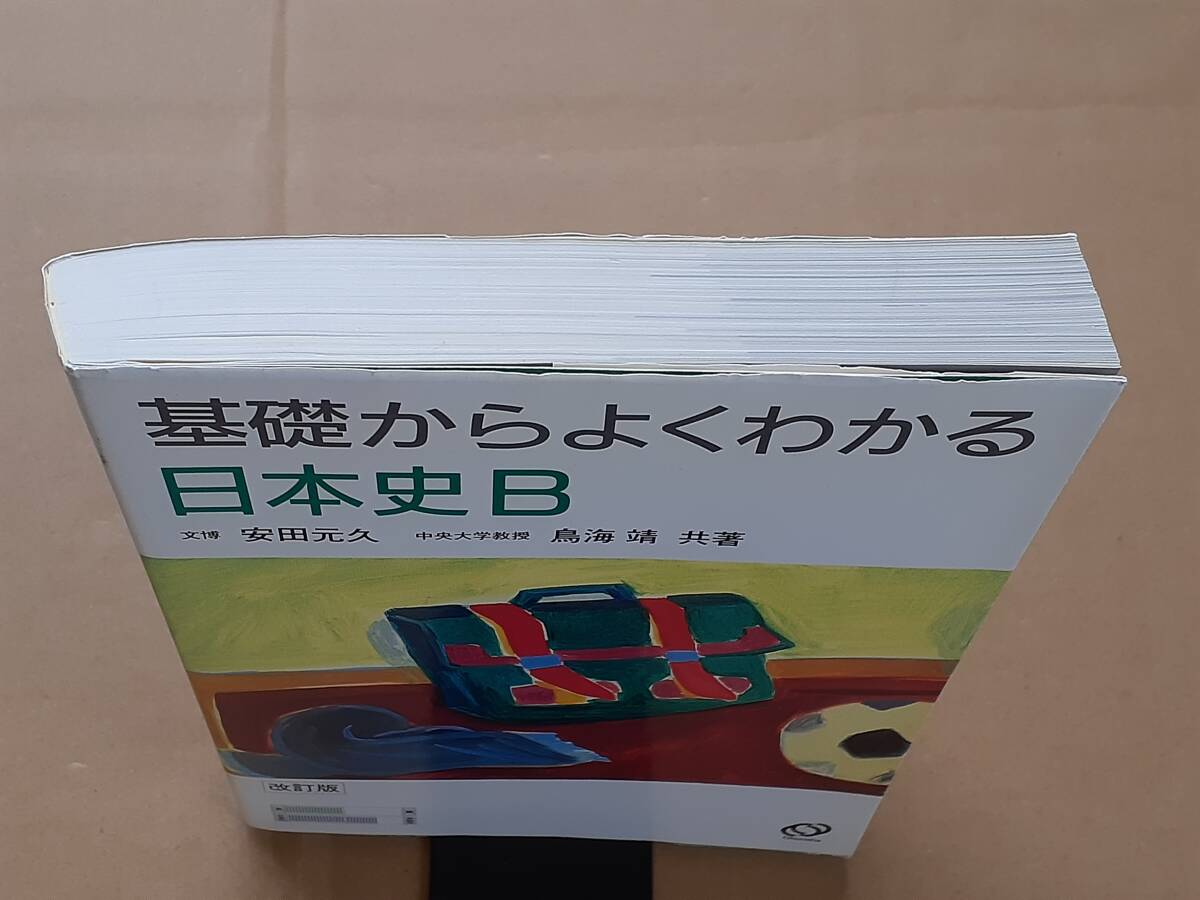 基礎からよくわかる
日本史B
文博 安田元久 中央大学教授 鳥海 靖 共著
改訂版